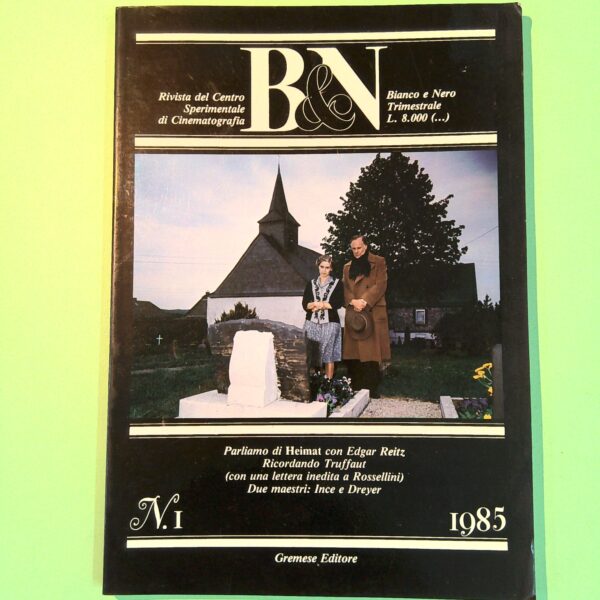 Rivista del Centro
Sperimentale
di Cinematografia
B&N
Bianco e Nero
Trimestrale
L. 8.000 (...)
Parliamo di Heimat con Edgar Reitz
Ricordando Truffaut
(con una lettera inedita a Rossellini)
Due maestri: Ince e Dreyer
N. 1
1985
Gremese Editore